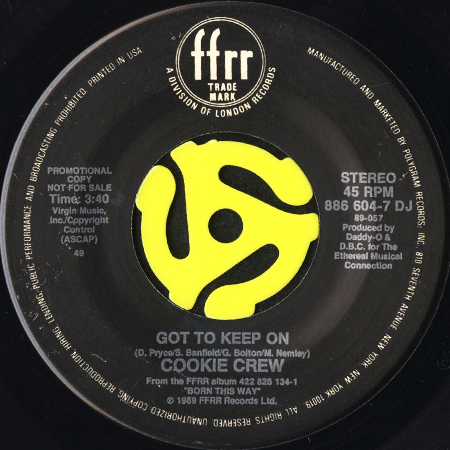 ffrr
TRADE
MARK
A DIVISION OF LONDON RECORDS
MANUFACTURED AND MARKETED BY POLYGRAM RECORDS, INC. 810 SEVENTH AVENUE, NEW YORK, NEW YORK 10019. ALL RIGHTS RESERVED. UNAUTHORIZED COPYING, REPRODUCTION, HIRING, LENDING, PUBLIC PERFORMANCE AND BROADCASTING PROHIBITED. PRINTED IN USA
PROMOTIONAL
COPY
NOT FOR SALE
Time: 3:40
Virgin Music,
Inc./Copyright
Control
(ASCAP)
49
STEREO
45 RPM
886 604-7 DJ
89-057
Produced by
Daddy-O &
D.B.C. for The
Ethereal Musical
Connection
GOT TO KEEP ON
(D. Pryce/S. Banfield/G. Bolton/M. Nemley)
COOKIE CREW
From the FFRR album 422 828 134-1
"BORN THIS WAY"
℗ 1989 FFRR Records Ltd.